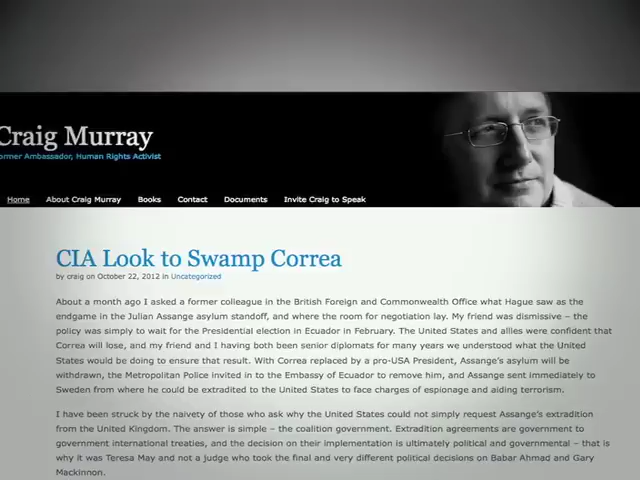 Craig Murray
ormer Ambassador, Human Rights Activist
Home About Craig Murray Books Contact Documents Invite Craig to Speak
CIA Look to Swamp Correa
by craig on October 22, 2012 in Uncategorized
About a month ago I asked a former colleague in the British Foreign and Commonwealth Office what Hague saw as the
endgame in the Julian Assange asylum standoff, and where the room for negotiation lay. My friend was dismissive – the
policy was simply to wait for the Presidential election in Ecuador in February. The United States and allies were confident that
Correa will lose, and my friend and I having both been senior diplomats for many years we understood what the United
States would be doing to ensure that result. With Correa replaced by a pro-USA President, Assange's asylum will be
withdrawn, the Metropolitan Police invited in to the Embassy of Ecuador to remove him, and Assange sent immediately to
Sweden from where he could be extradited to the United States to face charges of espionage and aiding terrorism.
I have been struck by the naivety of those who ask why the United States could not simply request Assange's extradition
from the United Kingdom. The answer is simple – the coalition government. Extradition agreements are government to
government international treaties, and the decision on their implementation is ultimately political and governmental – that is
why it was Teresa May and not a judge who took the final and very different political decisions on Babar Ahmad and Gary
Mackinnon.